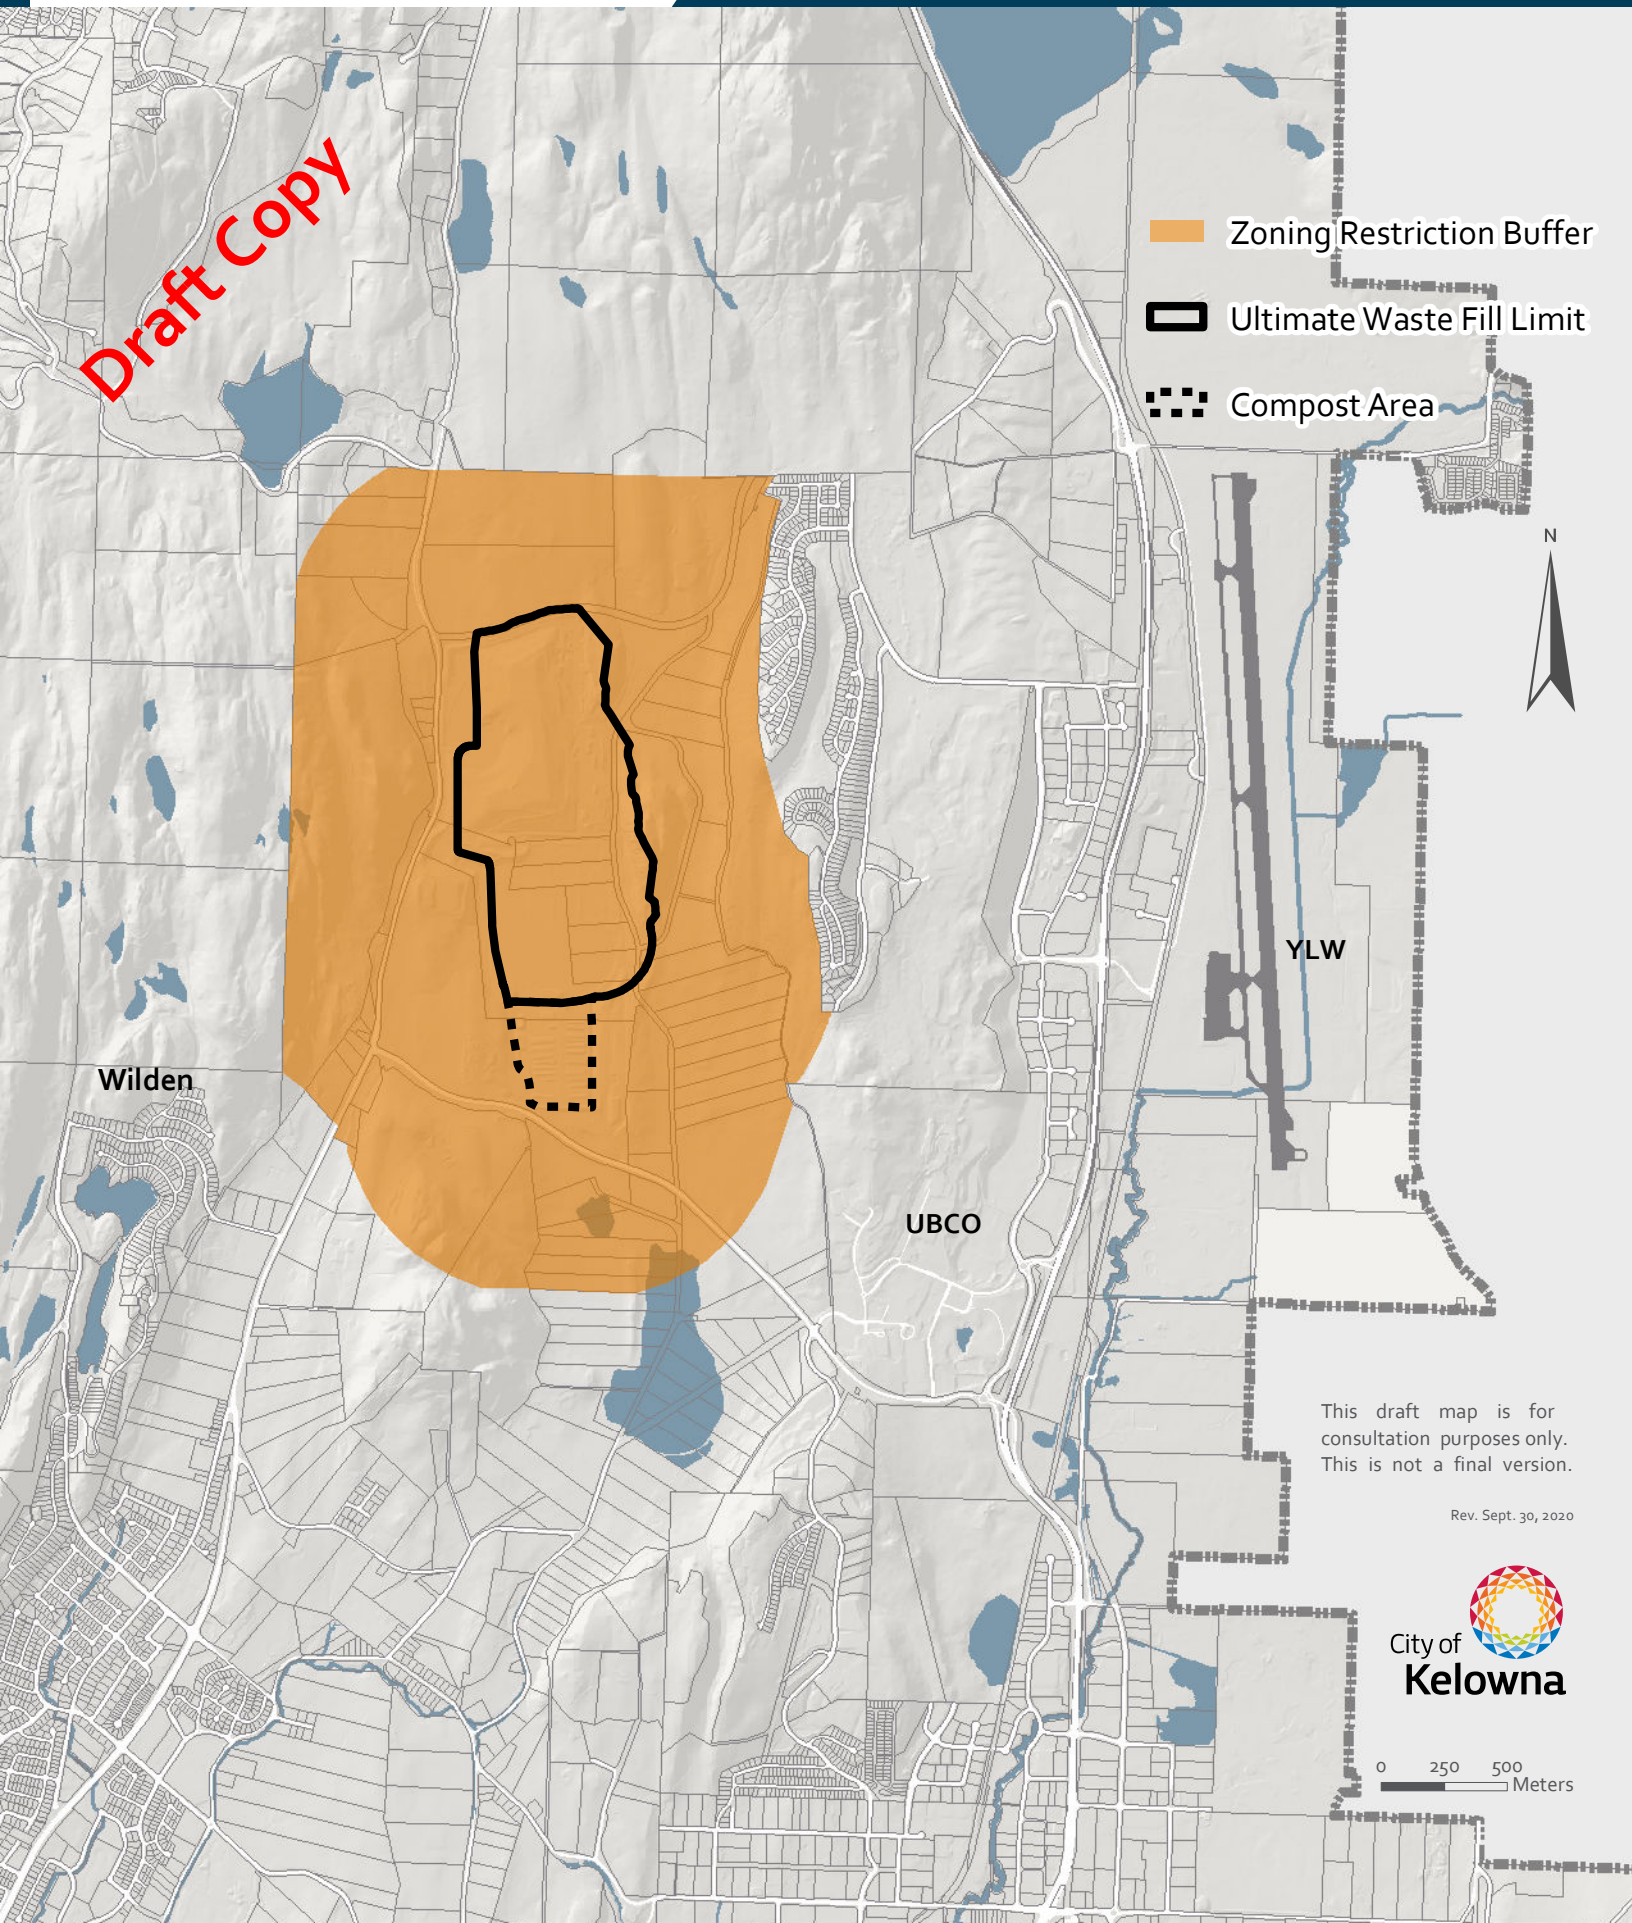 Draft Copy
Zoning Restriction Buffer
Ultimate Waste Fill Limit
Compost Area
N
YLW
Wilden
UBCO
This draft map is for
consultation purposes only.
This is not a final version.
Rev. Sept. 30, 2020
City of
Kelowna
0 250 500
Meters